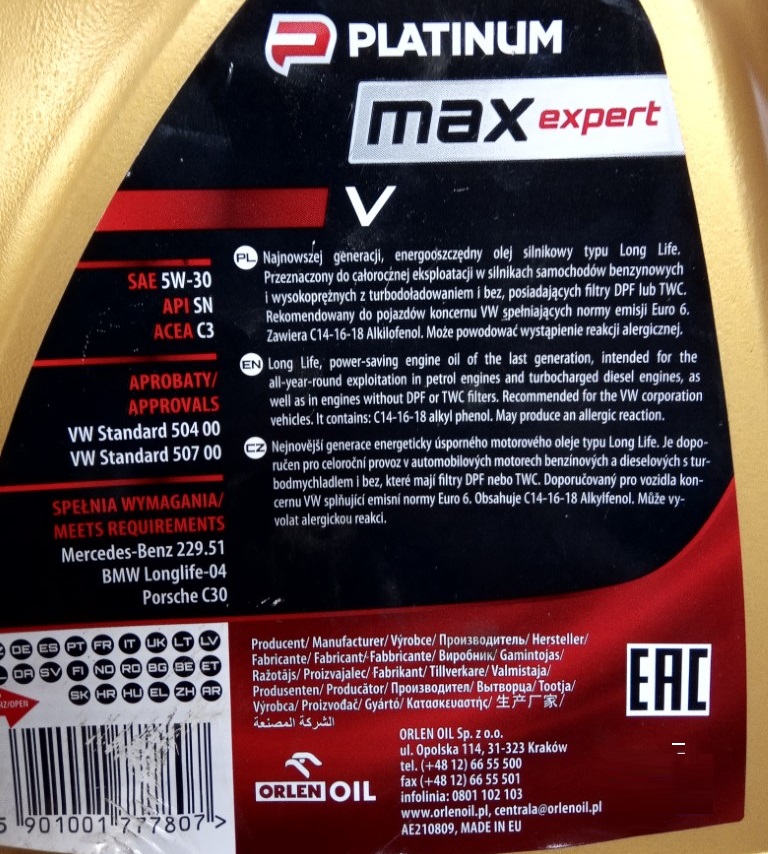 PLATINUM
max expert
V
SAE 5W-30
API SN
ACEA C3
APROBATY/
APPROVALS
VW Standard 504 00
VW Standard 507 00
SPEŁNIA WYMAGANIA/
MEETS REQUIREMENTS
Mercedes-Benz 229.51
BMW Longlife-04
Porsche C30
PL Najnowszej generacji, energooszczędny olej silnikowy typu Long Life.
Przeznaczony do całorocznej eksploatacji w silnikach samochodów benzynowych
i wysokoprężnych z turbodoładowaniem i bez, posiadających filtry DPF lub TWC.
Rekomendowany do pojazdów koncernu VW spełniających normy emisji Euro 6.
Zawiera C14-16-18 Alkilofenol. Może powodować wystąpienie reakcji alergicznej.
EN Long Life, power-saving engine oil of the last generation, intended for the
all-year-round exploitation in petrol engines and turbocharged diesel engines, as
well as in engines without DPF or TWC filters. Recommended for the VW corporation
vehicles. It contains: C14-16-18 alkyl phenol. May produce an allergic reaction.
CZ Nejnovější generace energeticky úsporného motorového oleje typu Long Life. Je dopo-
ručen pro celoroční provoz v automobilových motorech benzínových a dieselových s tur-
bodmychladlem i bez, které mají filtry DPF nebo TWC. Doporučovaný pro vozidla kon-
cernu VW splňující emisní normy Euro 6. Obsahuje C14-16-18 Alkylfenol. Může vy-
volat alergickou reakci.
DE ES PT FR IT UK LT LV
DA SV FI NO RO BG BE ET
SK HR HU EL ZH AR
RZ/OPEN
5 901001 777807 >
Producent/ Manufacturer/ Výrobce/ Производитель/ Hersteller/
Fabricante/ Fabricant/ Fabbricante/ Виробник/ Gamintojas/
Ražotājs/ Proizvajalec/ Fabrikant/ Tillverkare/ Valmistaja/
Produsenten/ Producător/ Производител/ Вытворца/ Tootja/
Výrobca/ Proizvođač/ Gyártó/ Κατασκευαστής/ 生产厂家/
الشركة المصنعة
EAC
ORLEN OIL
ORLEN OIL Sp. z o.o.
ul. Opolska 114, 31-323 Kraków
tel. (+48 12) 66 55 500
fax (+48 12) 66 55 501
infolinia: 0801 102 103
www.orlenoil.pl, centrala@orlenoil.pl
AE210809, MADE IN EU